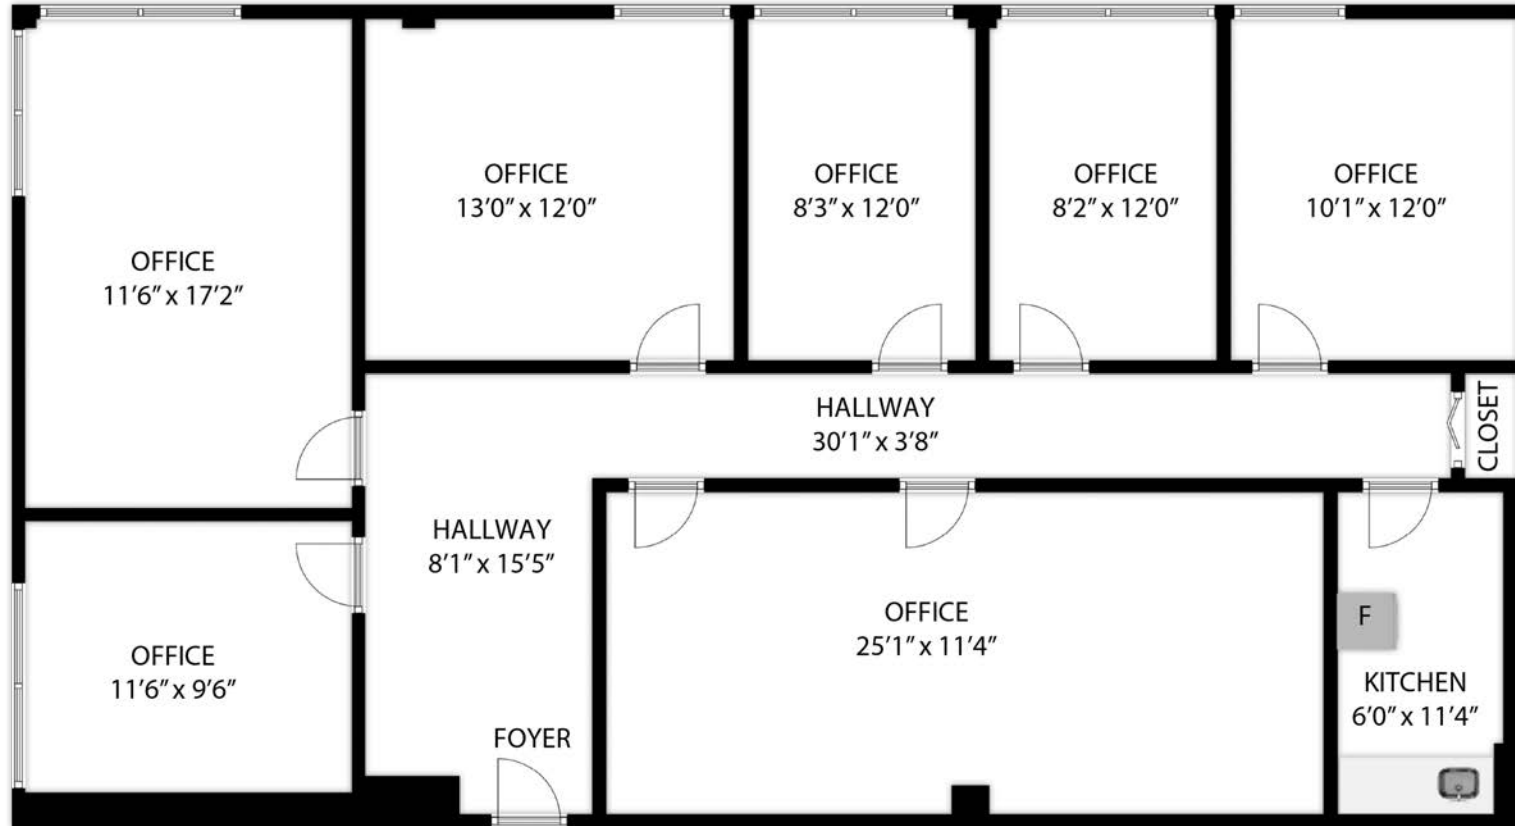 OFFICE
13’0” x 12’0”
OFFICE
8’3” x 12’0”
OFFICE
8’2” x 12’0”
OFFICE
10’1” x 12’0”
OFFICE
11’6” x 17’2”
HALLWAY
30’1” x 3’8”
CLOSET
HALLWAY
8’1” x 15’5”
OFFICE
25’1” x 11’4”
F
OFFICE
11’6” x 9’6”
KITCHEN
6’0” x 11’4”
FOYER